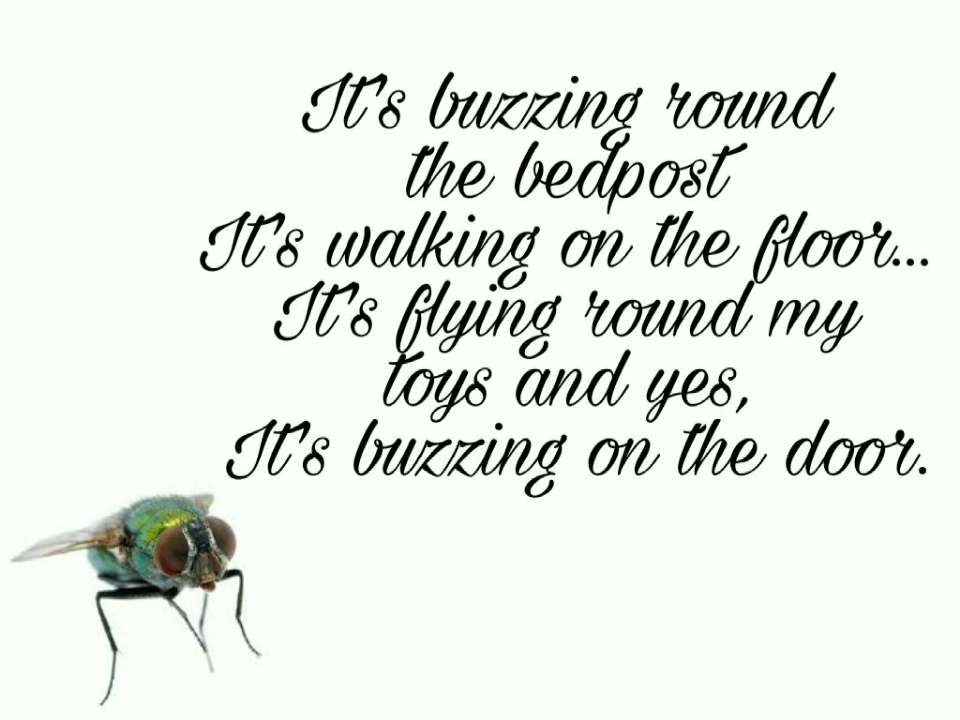 It's buzzing 'round
the bedpost
It's walking on the floor...
It's flying 'round my
toys and yes,
It's buzzing on the door.